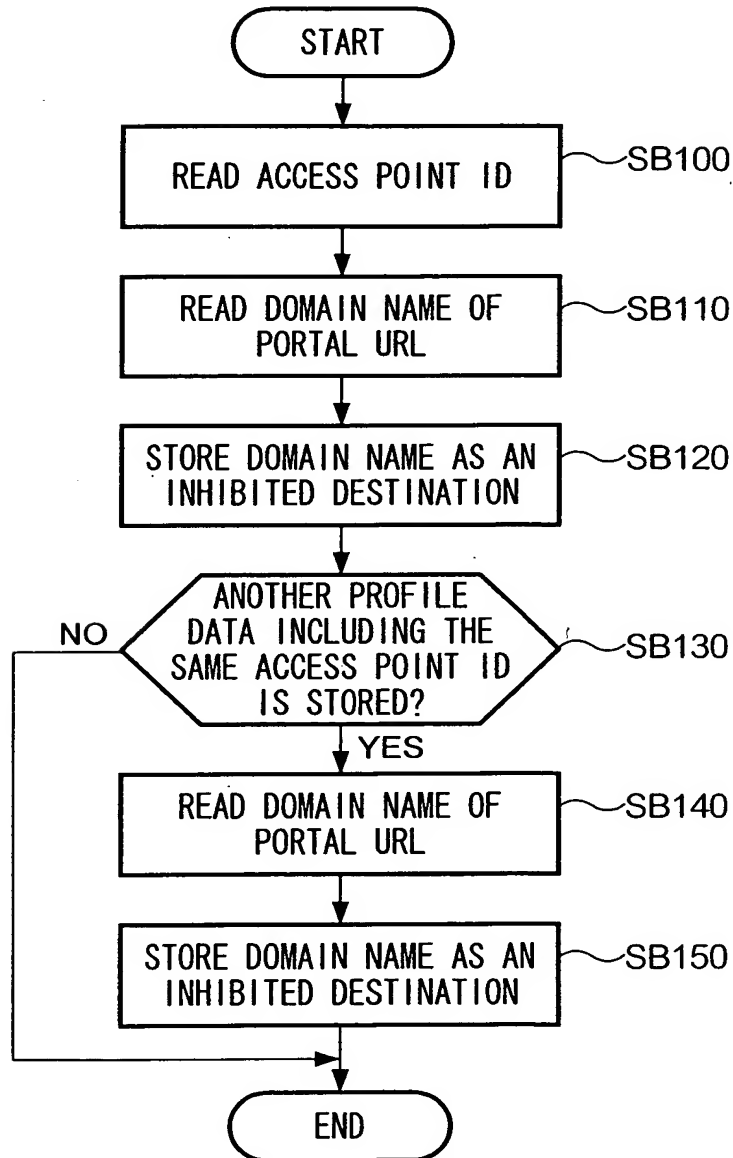 START
READ ACCESS POINT ID
SB100
READ DOMAIN NAME OF
PORTAL URL
SB110
STORE DOMAIN NAME AS AN
INHIBITED DESTINATION
SB120
ANOTHER PROFILE
DATA INCLUDING THE
SAME ACCESS POINT ID
IS STORED?
NO
SB130
YES
READ DOMAIN NAME OF
PORTAL URL
SB140
STORE DOMAIN NAME AS AN
INHIBITED DESTINATION
SB150
END